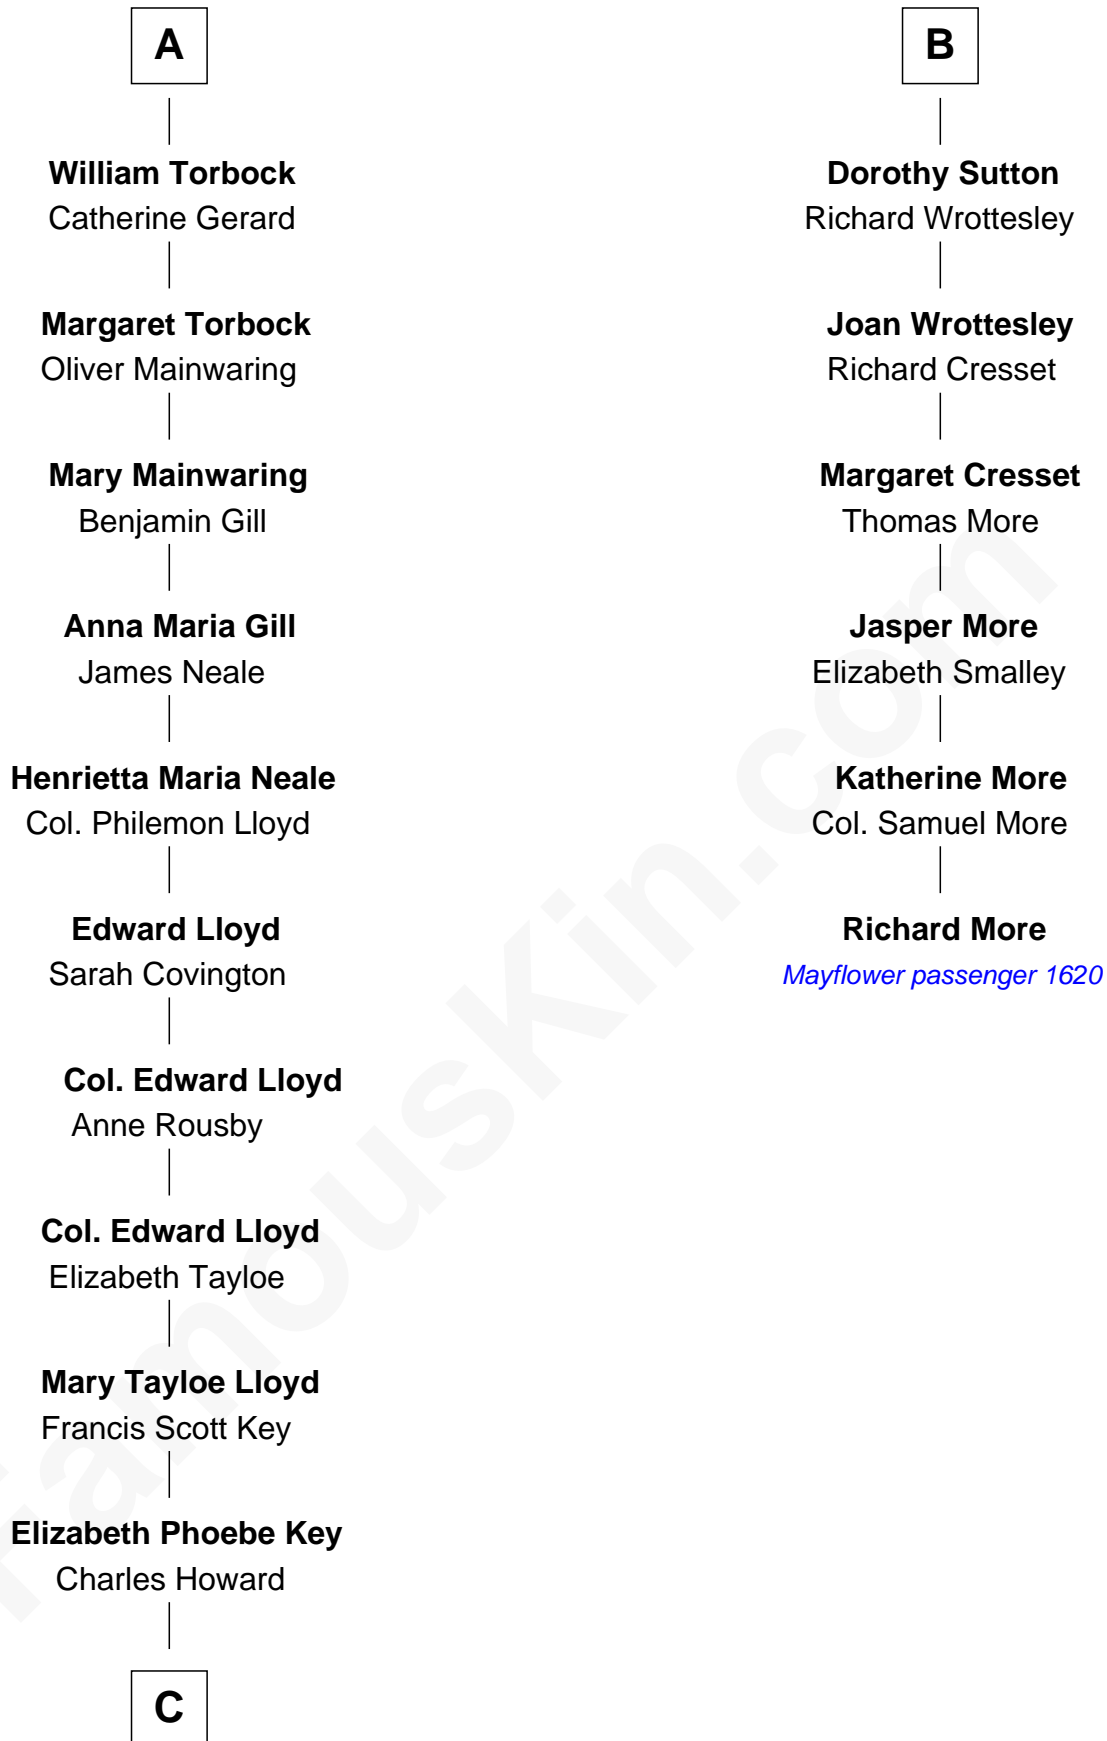 A
William Torbock
Catherine Gerard
Margaret Torbock
Oliver Mainwaring
Mary Mainwaring
Benjamin Gill
Anna Maria Gill
James Neale
Henrietta Maria Neale
Col. Philemon Lloyd
Edward Lloyd
Sarah Covington
Col. Edward Lloyd
Anne Rousby
Col. Edward Lloyd
Elizabeth Tayloe
Mary Tayloe Lloyd
Francis Scott Key
Elizabeth Phoebe Key
Charles Howard
C
B
Dorothy Sutton
Richard Wrottesley
Joan Wrottesley
Richard Cresset
Margaret Cresset
Thomas More
Jasper More
Elizabeth Smalley
Katherine More
Col. Samuel More
Richard More
Mayflower passenger 1620
FamousKin.com